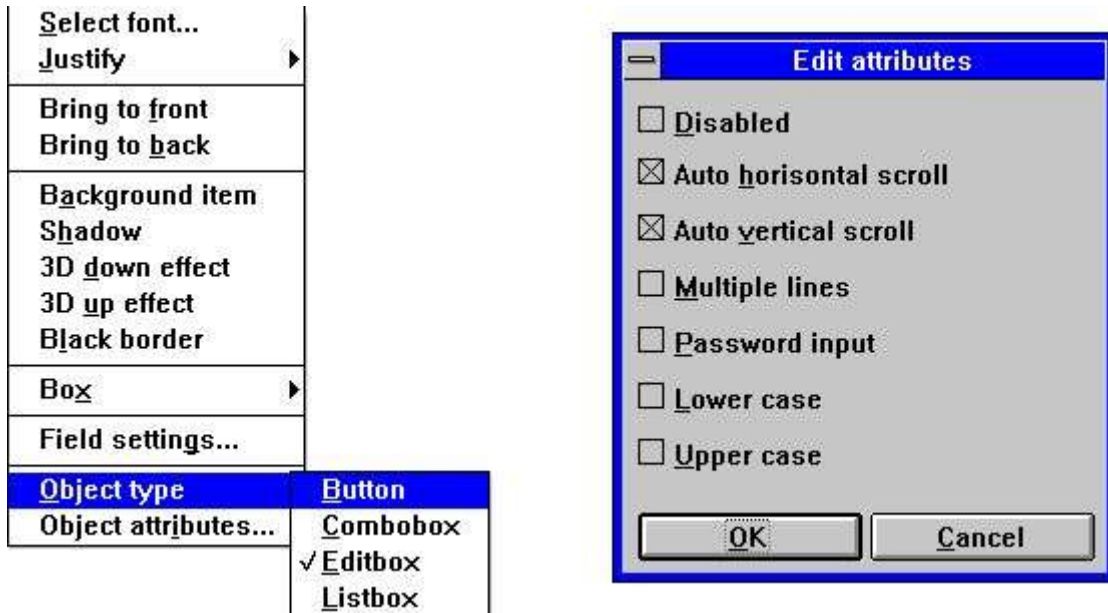 Select font...
Justify
Bring to front
Bring to back
Background item
Shadow
3D down effect
3D up effect
Black border
Box
Field settings...
Object type
Object attributes...
Button
Combobox
Editbox
Listbox
Edit attributes
Disabled
Auto horisontal scroll
Auto vertical scroll
Multiple lines
Password input
Lower case
Upper case
OK
Cancel